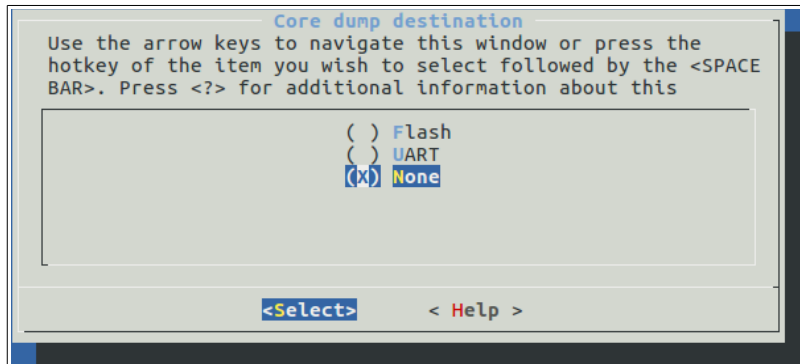 Core dump destination
Use the arrow keys to navigate this window or press the
hotkey of the item you wish to select followed by the <SPACE
BAR>. Press <?> for additional information about this
( ) Flash
( ) UART
(X) None
<Select> < Help >